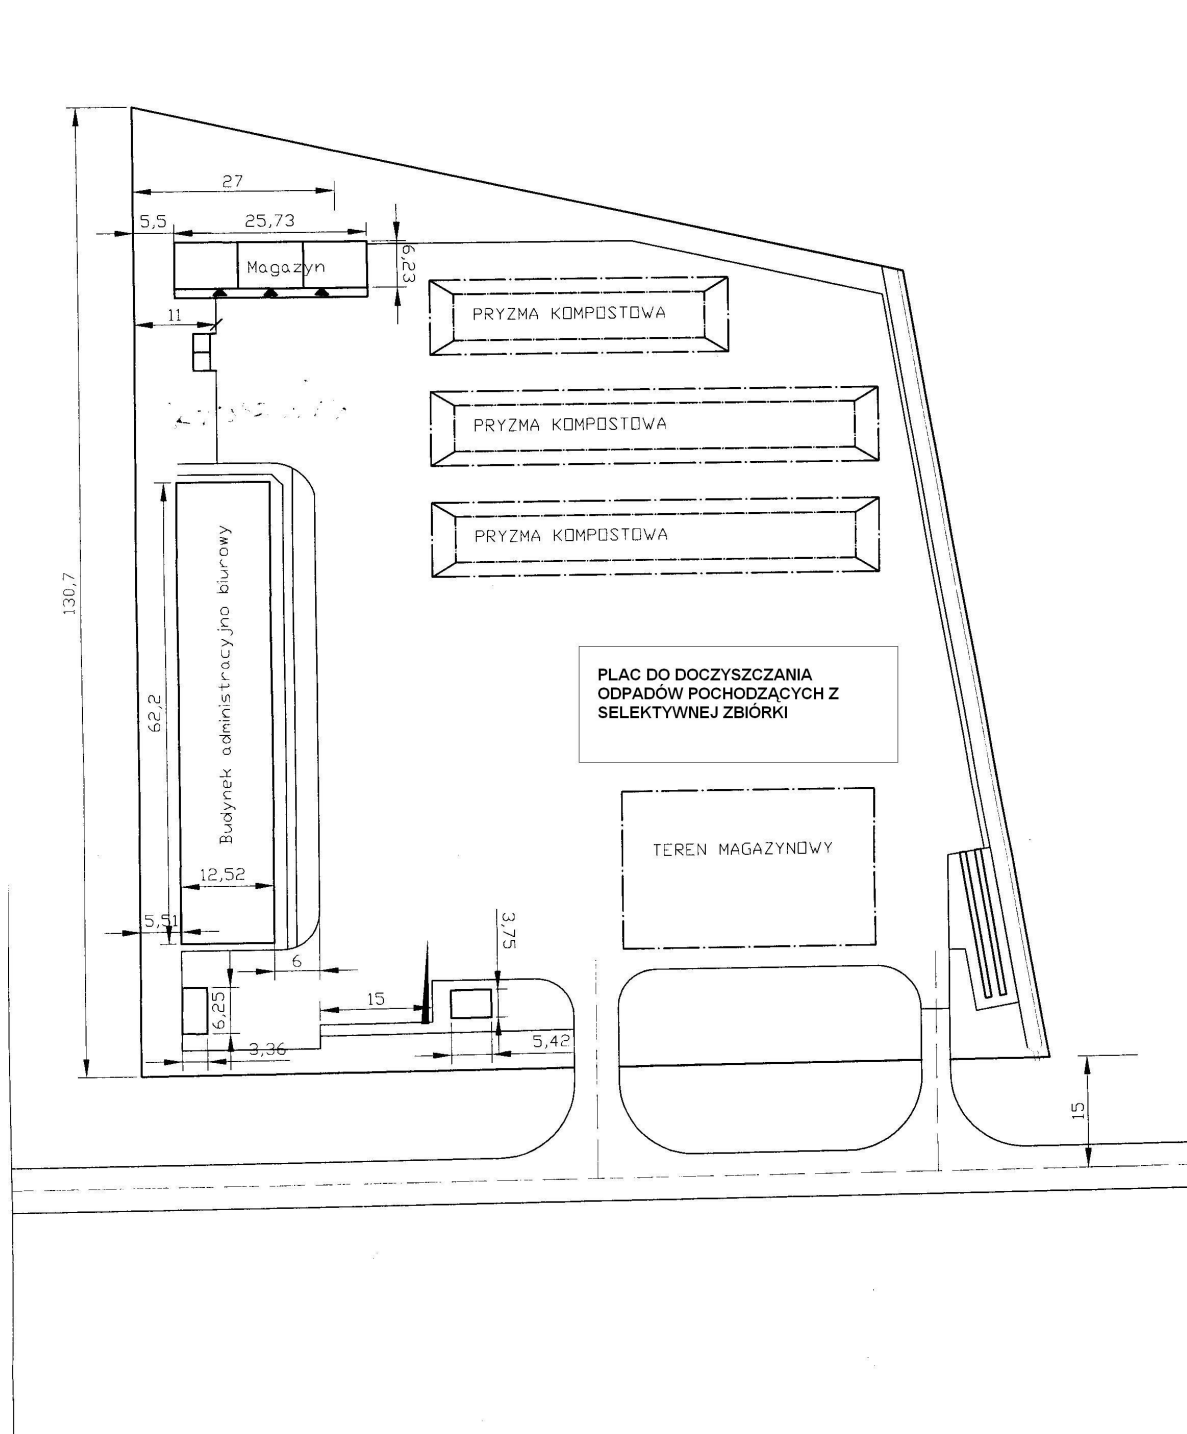 27
5,5
25,73
6,23
Magazyn
11
PRYZMA KOMPOSTOWA
PRYZMA KOMPOSTOWA
PRYZMA KOMPOSTOWA
130,7
62,2
Budynek administracyjno biurowy
PLAC DO DOCZYSZCZANIA
ODPADÓW POCHODZĄCYCH Z
SELEKTYWNEJ ZBIÓRKI
TEREN MAGAZYNOWY
12,52
5,51
6
3,75
15
6,25
3,36
5,42
15